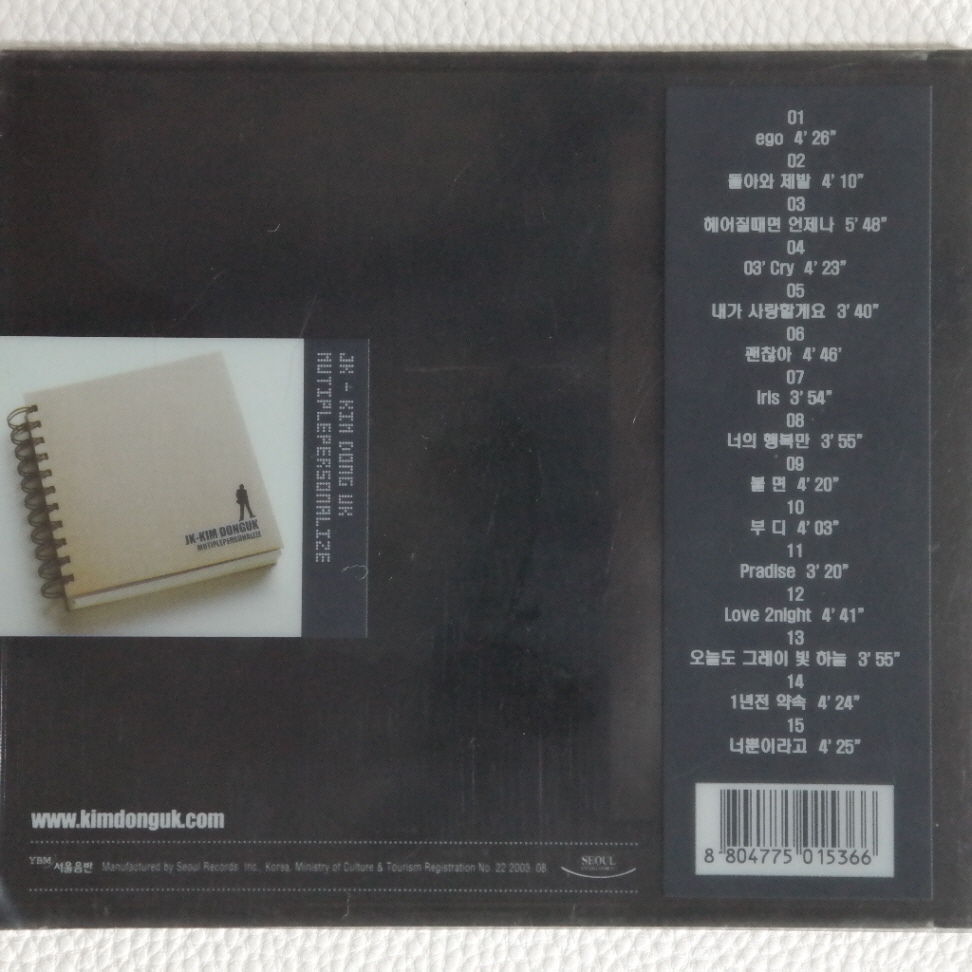 01
ego 4' 26"
02
돌아와 제발 4' 10"
03
헤어질때면 언제나 5' 48"
04
03' Cry 4' 23"
05
내가 사랑할게요 3' 40"
06
괜찮아 4' 46'
07
Iris 3' 54"
08
너의 행복만 3' 55"
09
불 면 4' 20"
10
부 디 4' 03"
11
Pradise 3' 20"
12
Love 2night 4' 41"
13
오늘도 그레이 빛 하늘 3' 55"
14
1년전 약속 4' 24"
15
너뿐이라고 4' 25"
JK - KIM DONG UK
MUTIPLEPERSONALIZE
JK-KIM DONGUK
MUTIPLEPERSONALIZE
www.kimdonguk.com
YBM 서울음반 Manufactured by Seoul Records Inc., Korea. Ministry of Culture & Tourism Registration No. 22 2003. 08
SEOUL
8 804775 015366